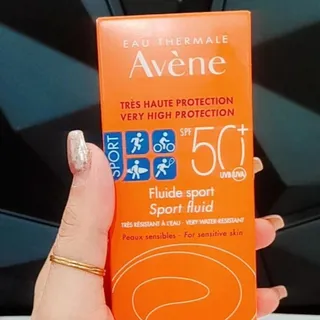 EAU THERMALE
Avène
TRÈS HAUTE PROTECTION
VERY HIGH PROTECTION
SPORT
SPF 50+
UVB-UVA
Fluide sport
Sport fluid
TRÈS RÉSISTANT À L'EAU - VERY WATER-RESISTANT
Peaux sensibles - For sensitive skin